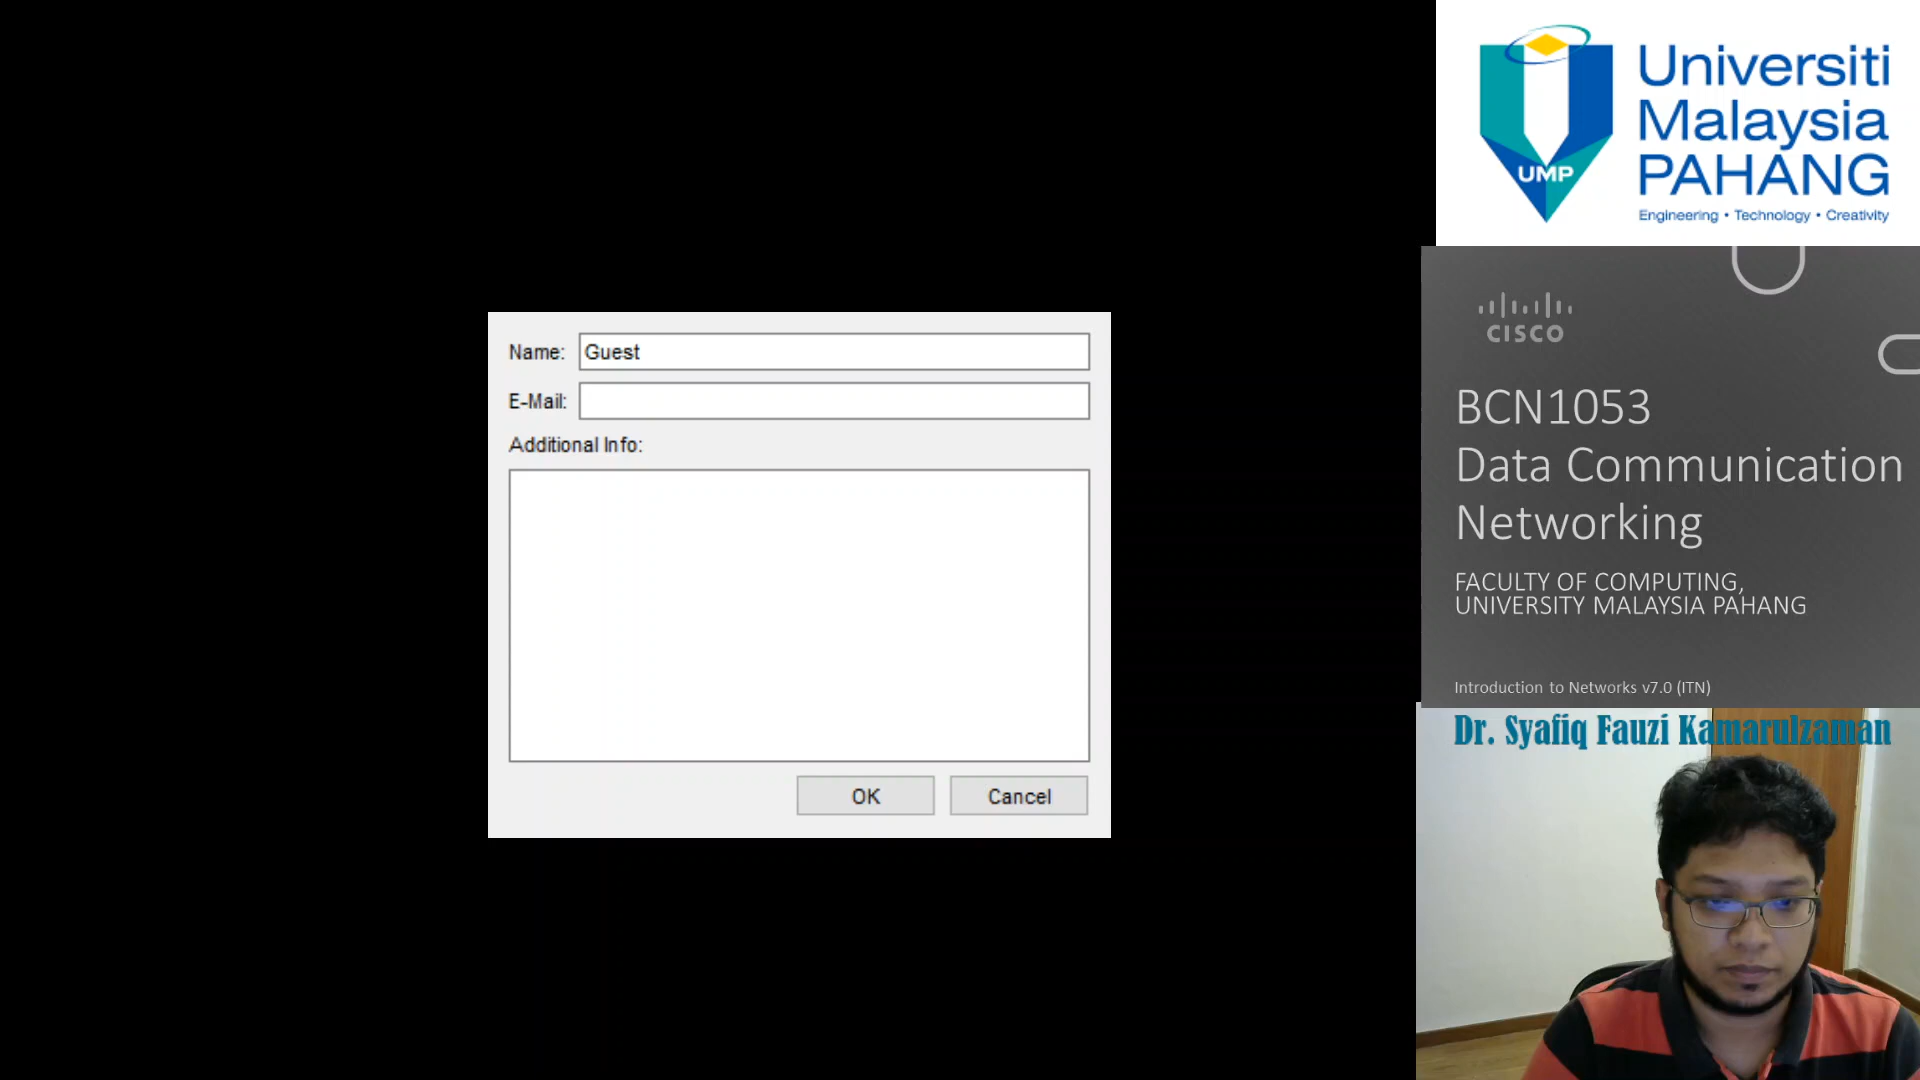 Name: Guest
E-Mail:
Additional Info:
OK Cancel
UMP
Universiti
Malaysia
PAHANG
Engineering • Technology • Creativity
CISCO
BCN1053
Data Communication
Networking
FACULTY OF COMPUTING,
UNIVERSITY MALAYSIA PAHANG
Introduction to Networks v7.0 (ITN)
Dr. Syafiq Fauzi Kamarulzaman